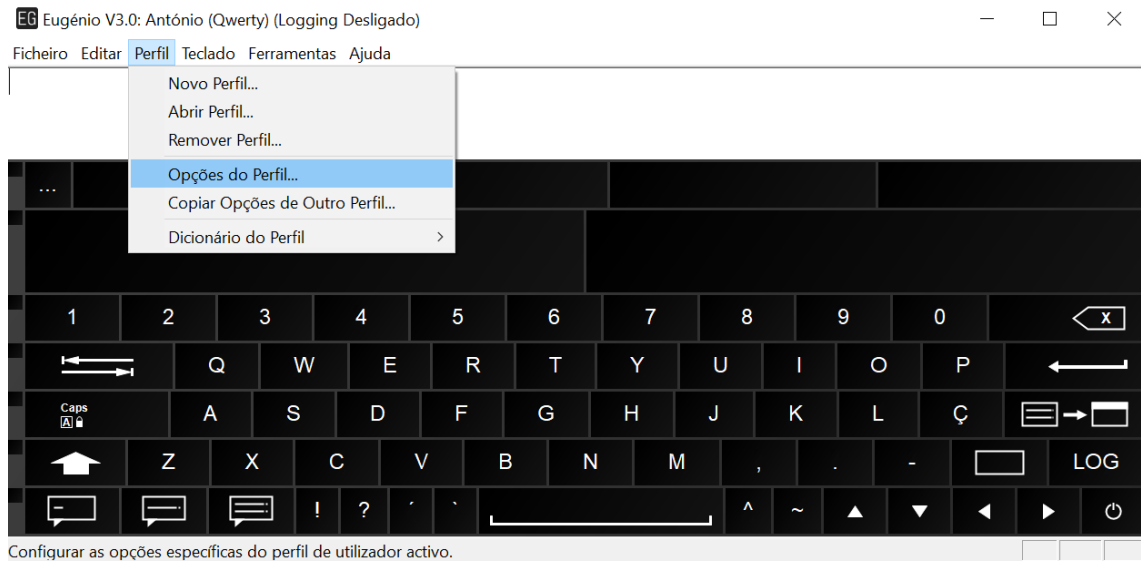 EG Eugénio V3.0: António (Qwerty) (Logging Desligado)
Ficheiro Editar Perfil Teclado Ferramentas Ajuda
Novo Perfil...
Abrir Perfil...
Remover Perfil...
Opções do Perfil...
Copiar Opções de Outro Perfil...
Dicionário do Perfil >
...
1 2 3 4 5 6 7 8 9 0 X
Q W E R T Y U I O P
Caps
A
A S D F G H J K L Ç
Z X C V B N M , . - LOG
! ? ´ ` ^ ~
Configurar as opções específicas do perfil de utilizador activo.